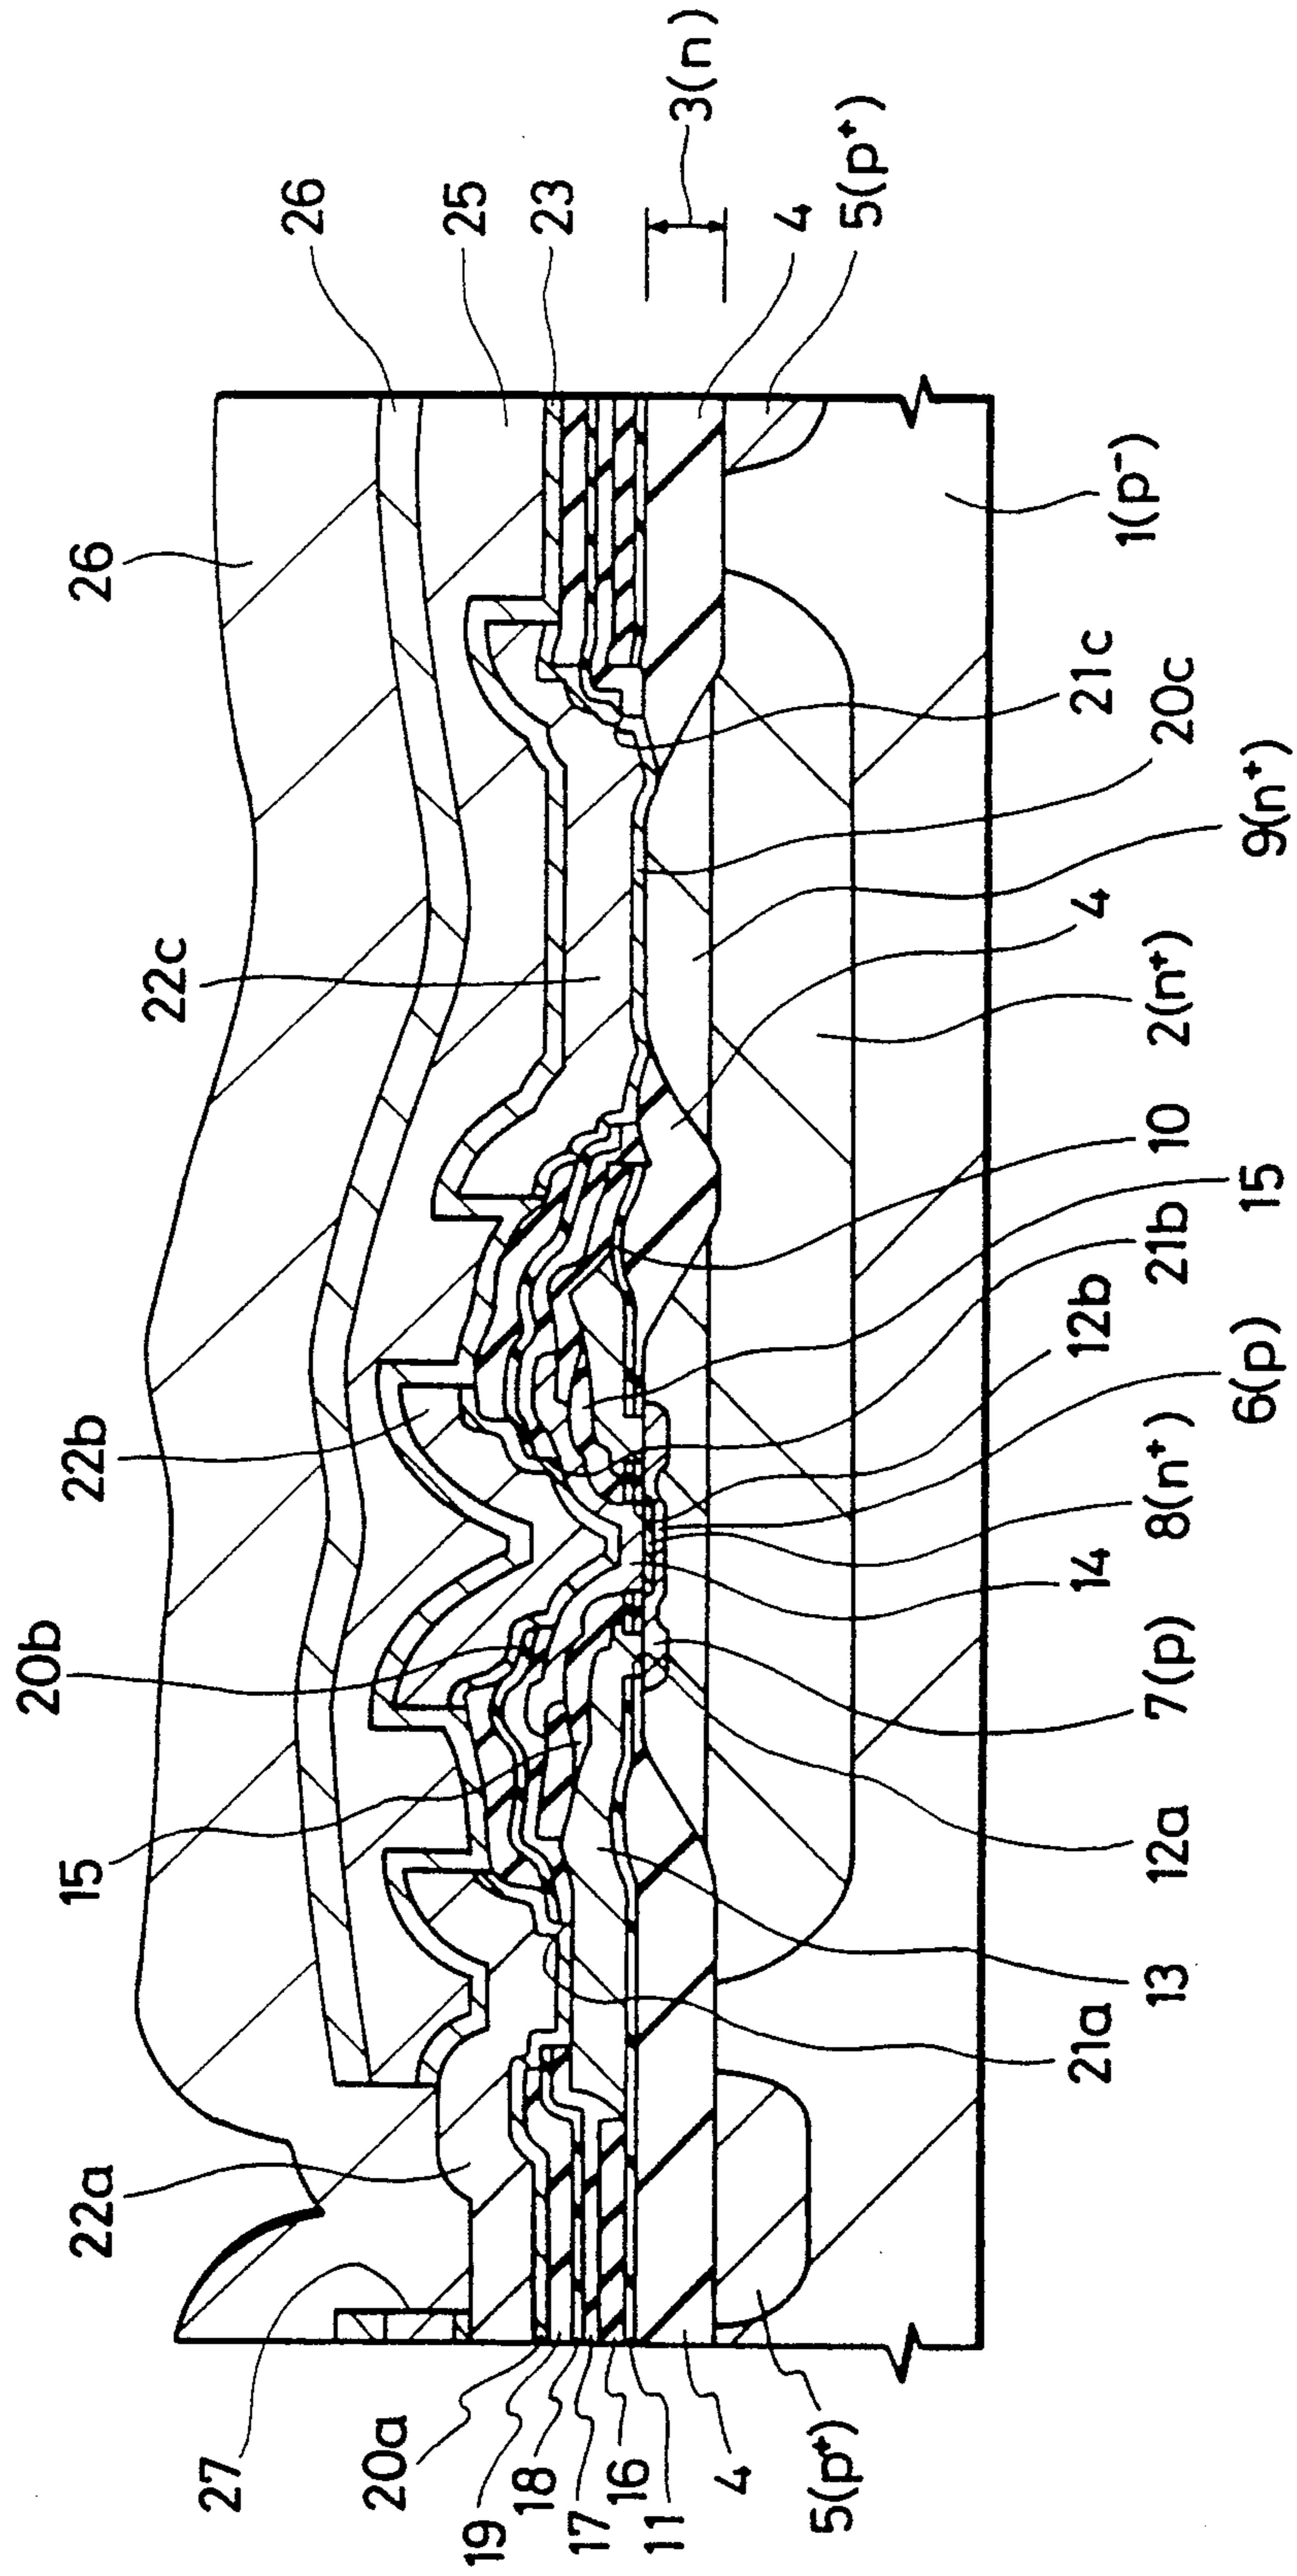 26
26
25
23
3(n)
4
5(p+)
22c
22b
20b
15
22a
27
20a
19
18
17
16
11
4
5(p+)
21a
13
12a
7(p)
14
8(n+)
6(p)
12b
21b
15
10
2(n+)
4
9(n+)
20c
21c
1(p-)